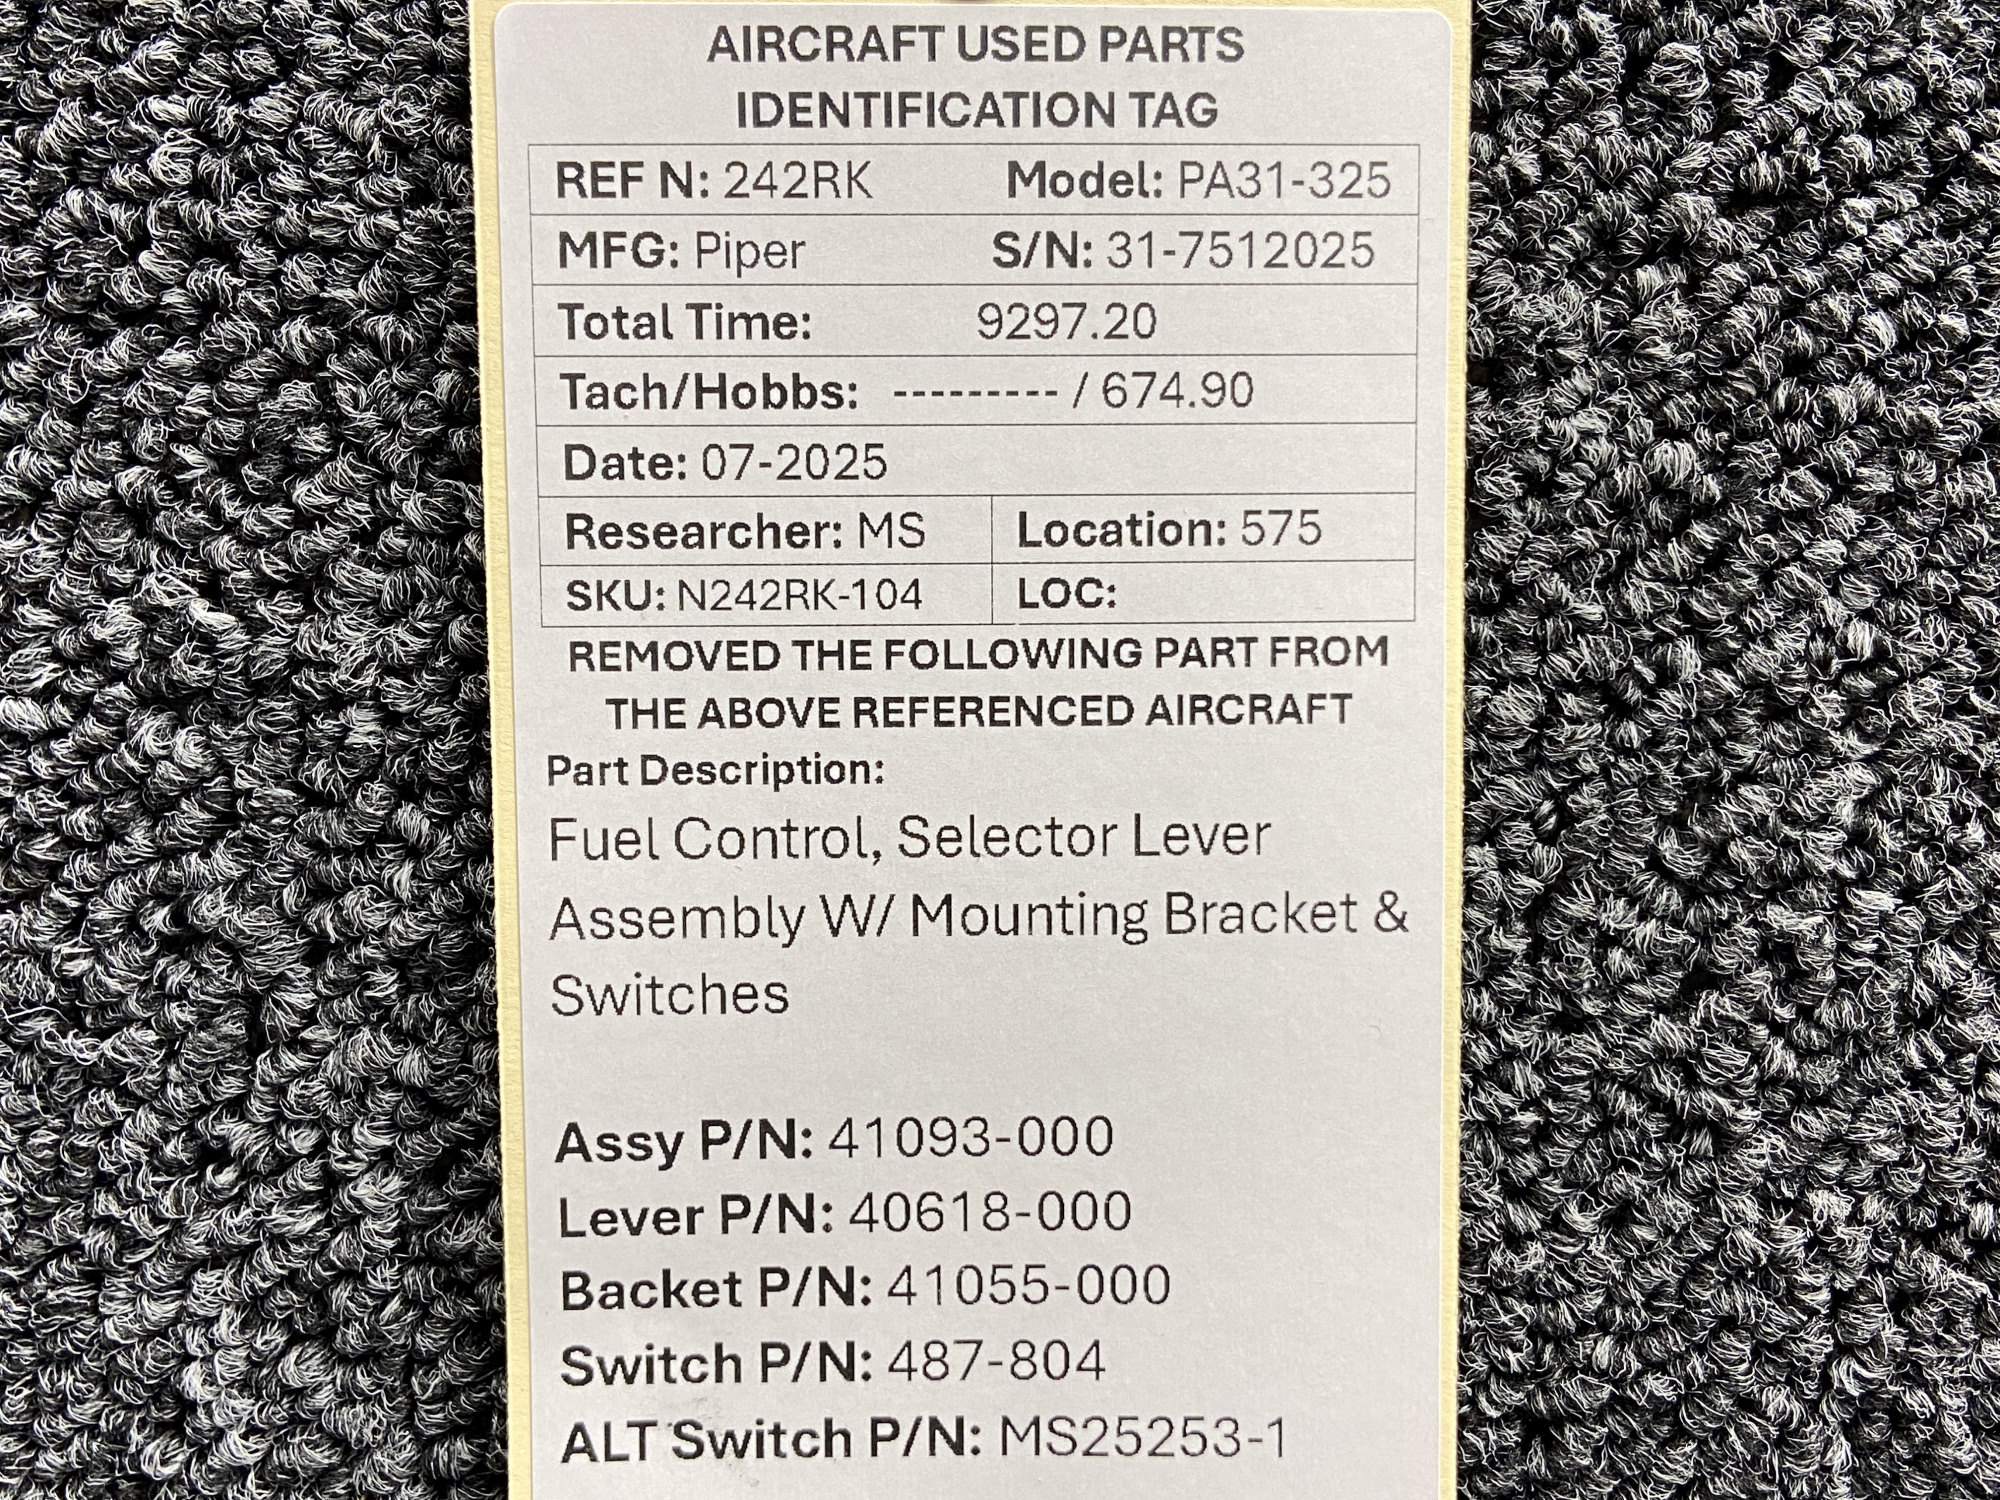 AIRCRAFT USED PARTS
IDENTIFICATION TAG
REF N: 242RK Model: PA31-325
MFG: Piper S/N: 31-7512025
Total Time: 9297.20
Tach/Hobbs: --------- / 674.90
Date: 07-2025
Researcher: MS Location: 575
SKU: N242RK-104 LOC:
REMOVED THE FOLLOWING PART FROM
THE ABOVE REFERENCED AIRCRAFT
Part Description:
Fuel Control, Selector Lever
Assembly W/ Mounting Bracket &
Switches
Assy P/N: 41093-000
Lever P/N: 40618-000
Backet P/N: 41055-000
Switch P/N: 487-804
ALT Switch P/N: MS25253-1